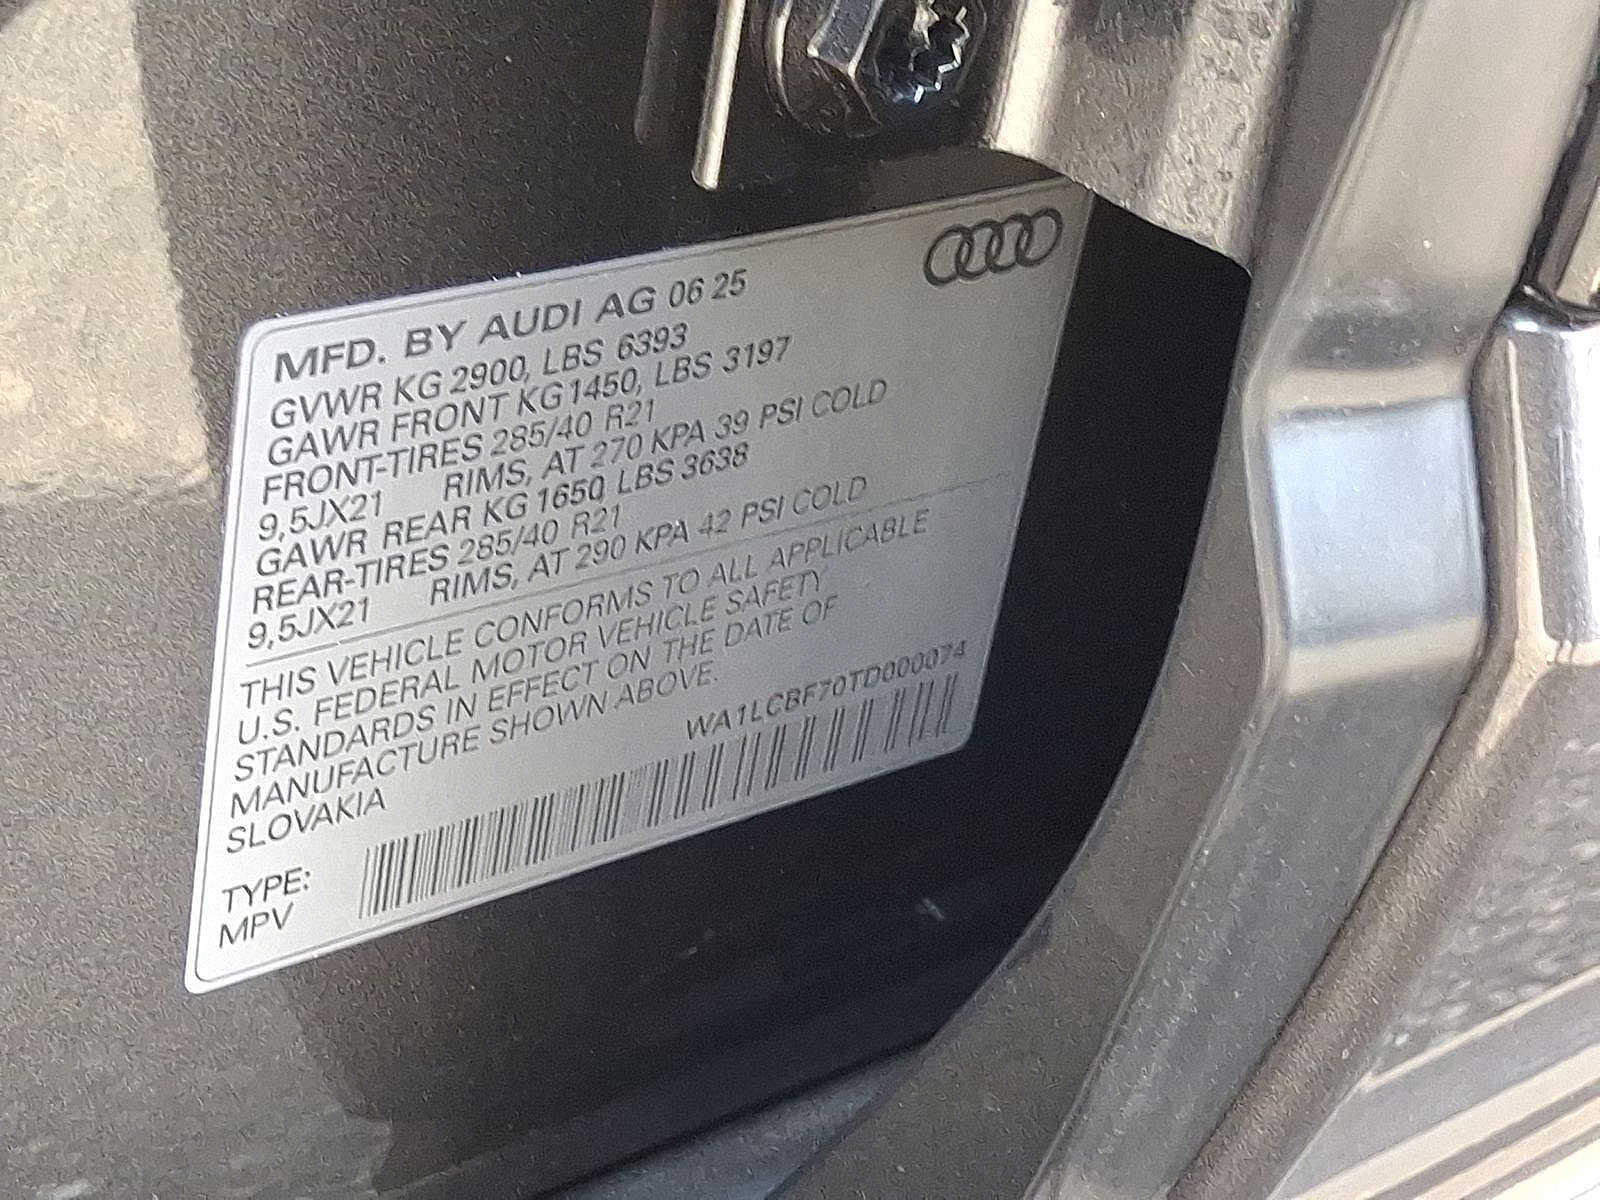 MFD. BY AUDI AG 06 25
GVWR KG 2900, LBS 6393
GAWR FRONT KG 1450, LBS 3197
FRONT-TIRES 285/40 R21
9,5JX21 RIMS, AT 270 KPA 39 PSI COLD
GAWR REAR KG 1650, LBS 3638
REAR-TIRES 285/40 R21
9,5JX21 RIMS, AT 290 KPA 42 PSI COLD
THIS VEHICLE CONFORMS TO ALL APPLICABLE
U.S. FEDERAL MOTOR VEHICLE SAFETY
STANDARDS IN EFFECT ON THE DATE OF
MANUFACTURE SHOWN ABOVE.
SLOVAKIA
WA1LCBF70TD000074
TYPE:
MPV